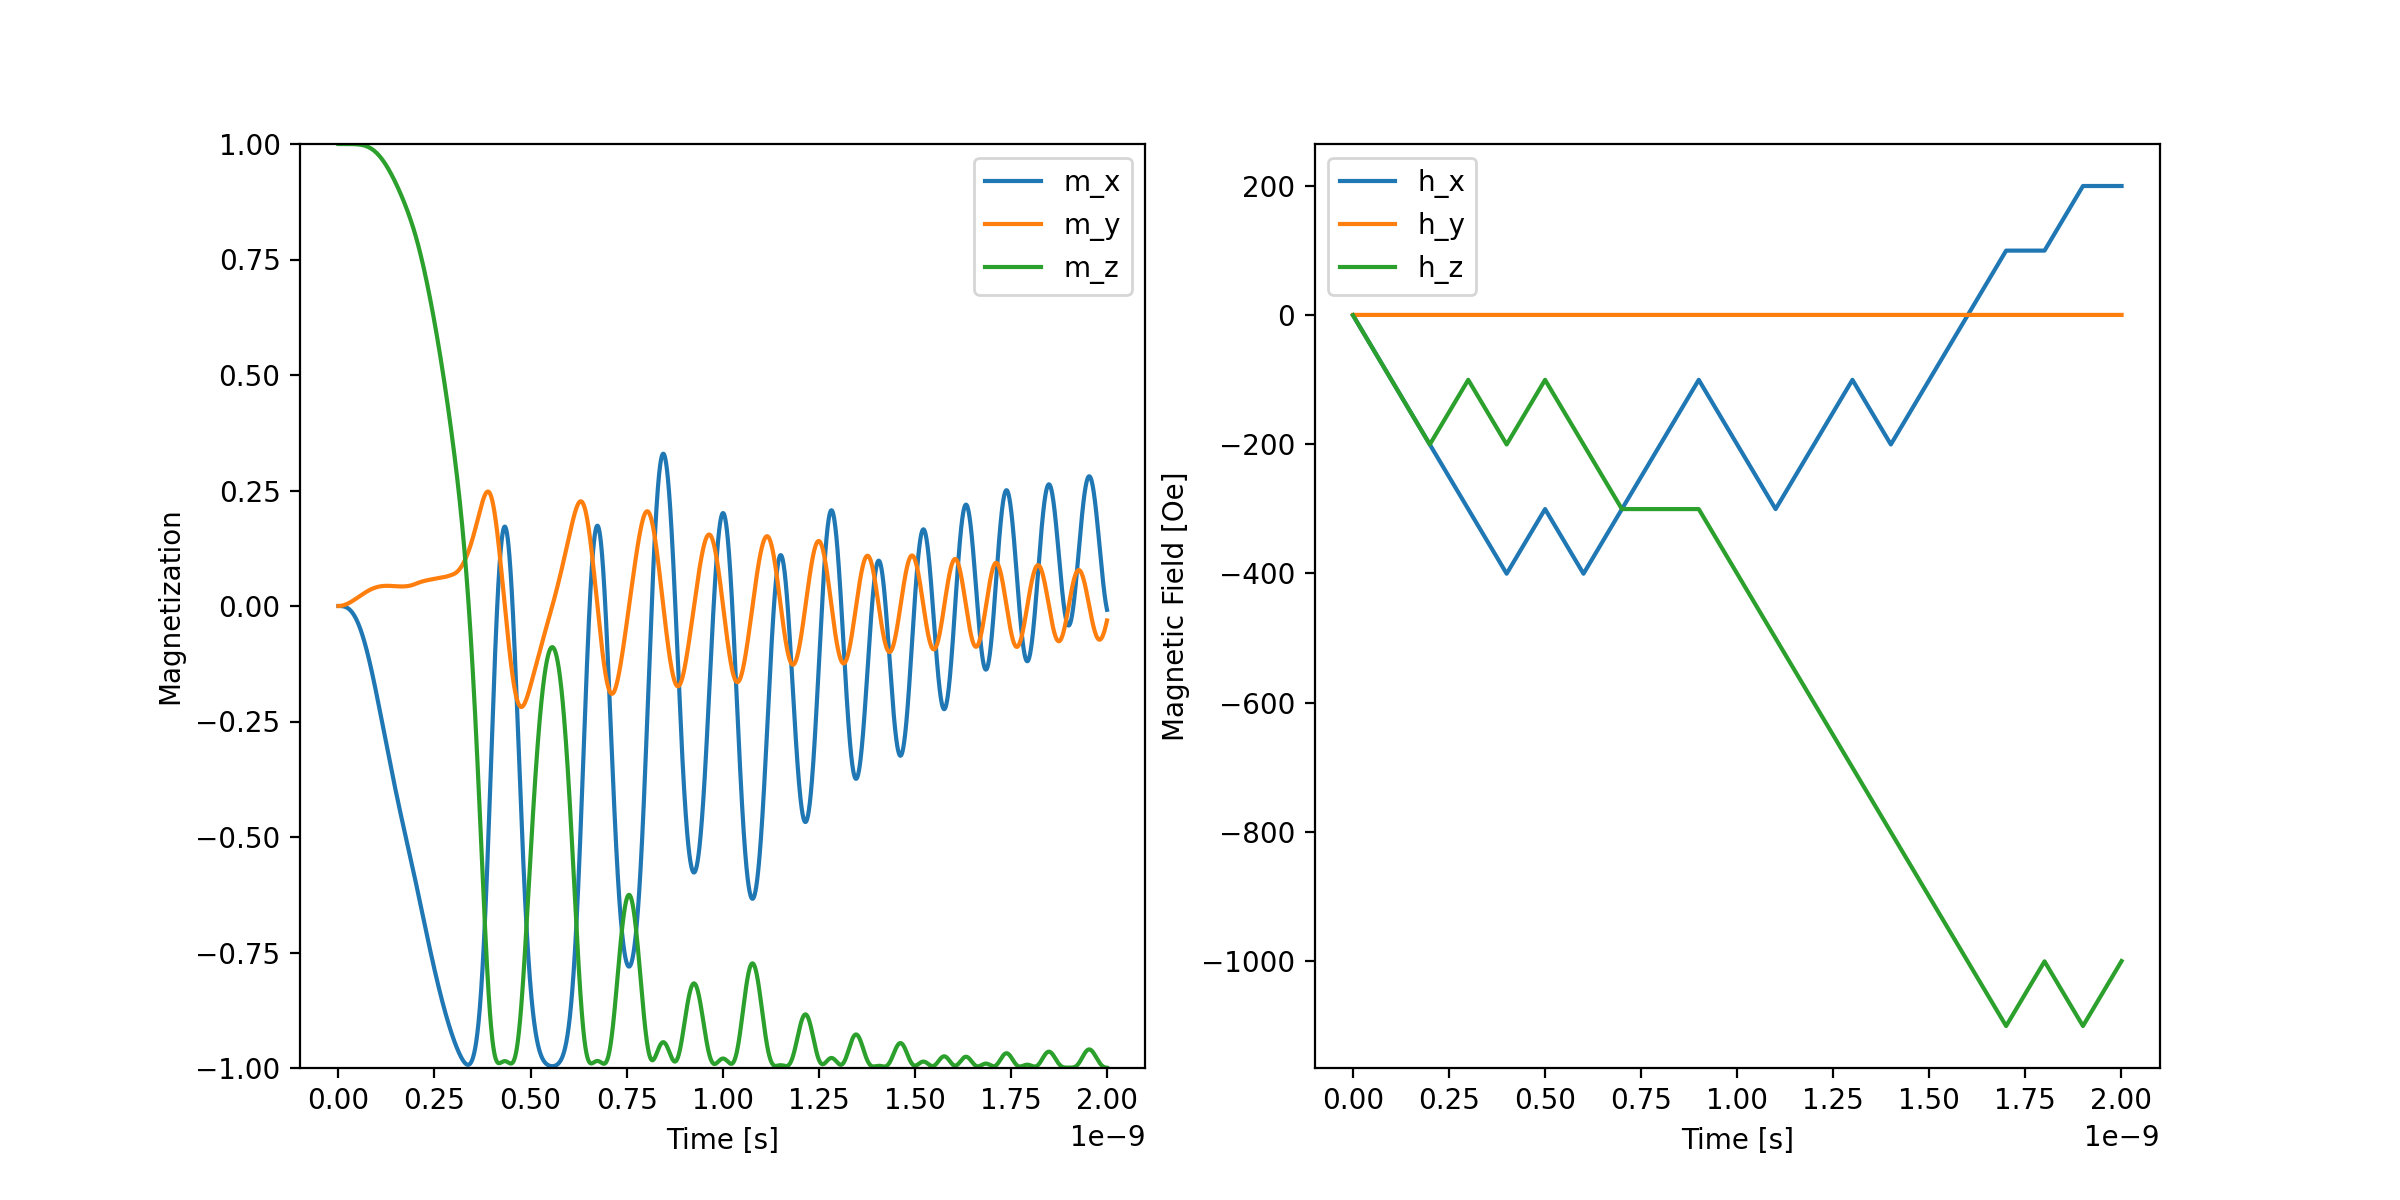 1.00
0.75
0.50
0.25
0.00
−0.25
−0.50
−0.75
−1.00
Magnetization
m_x
m_y
m_z
0.00 0.25 0.50 0.75 1.00 1.25 1.50 1.75 2.00
Time [s]
1e−9
200
0
−200
−400
−600
−800
−1000
Magnetic Field [Oe]
h_x
h_y
h_z
0.00 0.25 0.50 0.75 1.00 1.25 1.50 1.75 2.00
Time [s]
1e−9